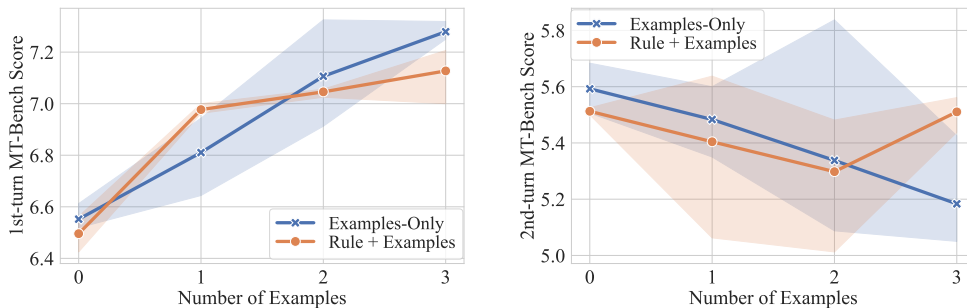 1st-turn MT-Bench Score
7.2
7.0
6.8
6.6
6.4
Examples-Only
Rule + Examples
0 1 2 3
Number of Examples
2nd-turn MT-Bench Score
5.8
5.6
5.4
5.2
5.0
Examples-Only
Rule + Examples
0 1 2 3
Number of Examples